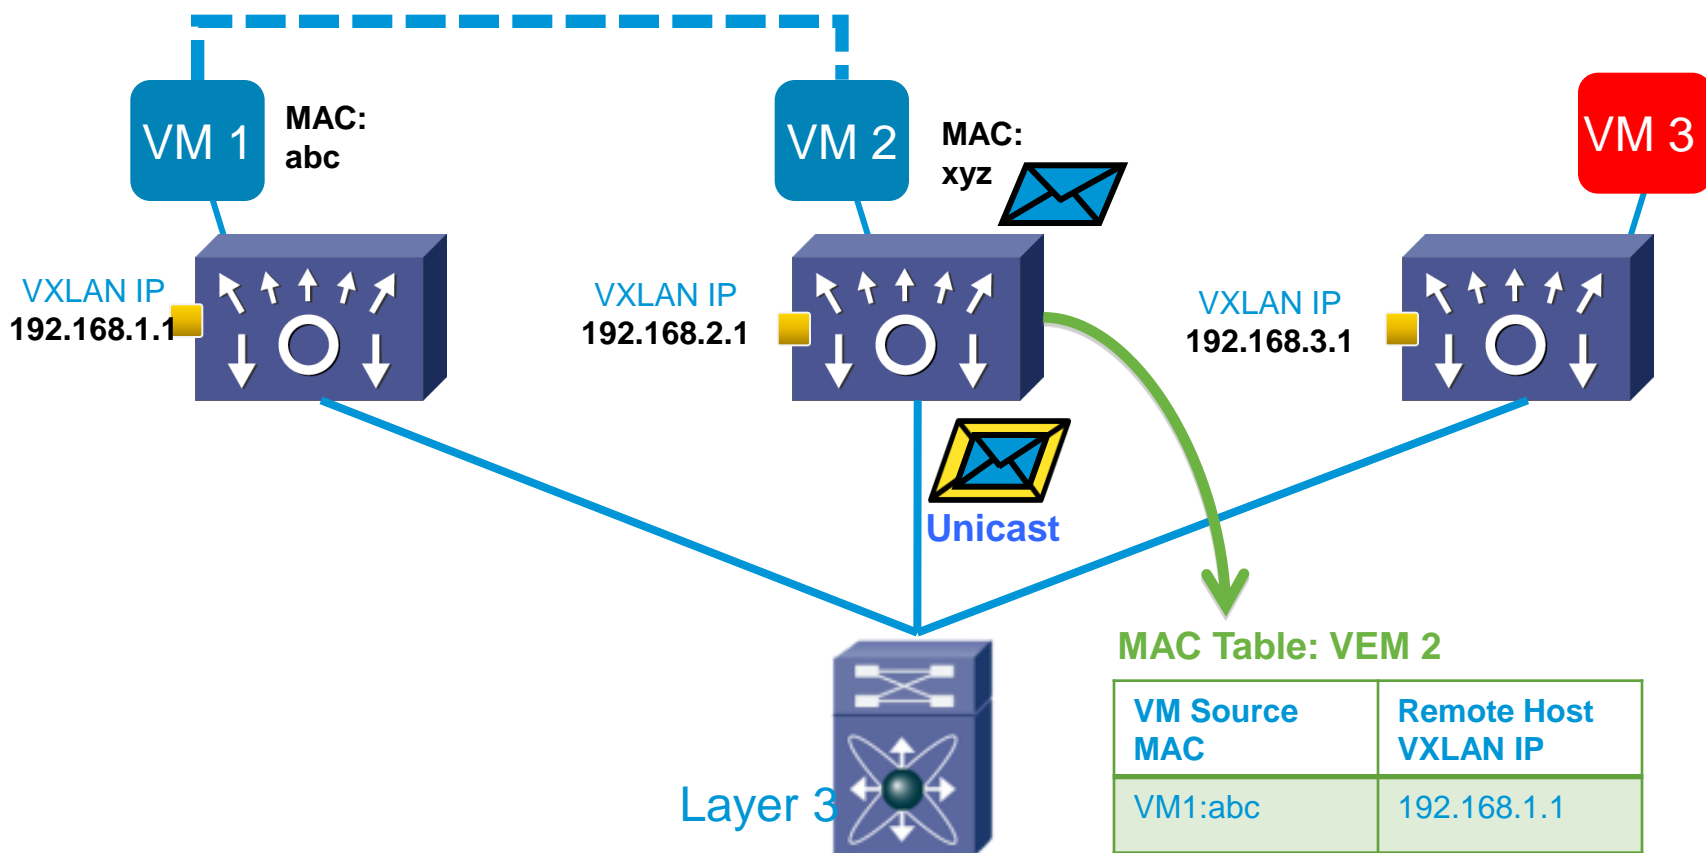 VM 1
MAC:
abc
VM 2
MAC:
xyz
VM 3
VXLAN IP
192.168.1.1
VXLAN IP
192.168.2.1
VXLAN IP
192.168.3.1
Unicast
Layer 3
MAC Table: VEM 2
VM Source
MAC
Remote Host
VXLAN IP
VM1:abc
192.168.1.1